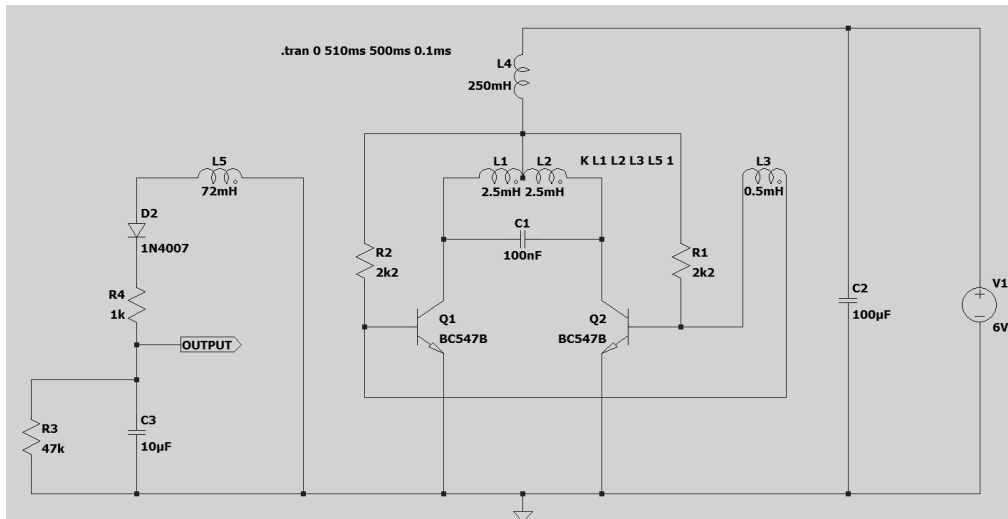 .tran 0 510ms 500ms 0.1ms
L4
250mH
L5
72mH
L1
L2
K L1 L2 L3 L5 1
L3
2.5mH
2.5mH
0.5mH
D2
1N4007
C1
100nF
R2
2k2
R1
2k2
R4
1k
C2
100µF
V1
+
−
6V
Q1
BC547B
Q2
BC547B
OUTPUT
R3
47k
C3
10µF